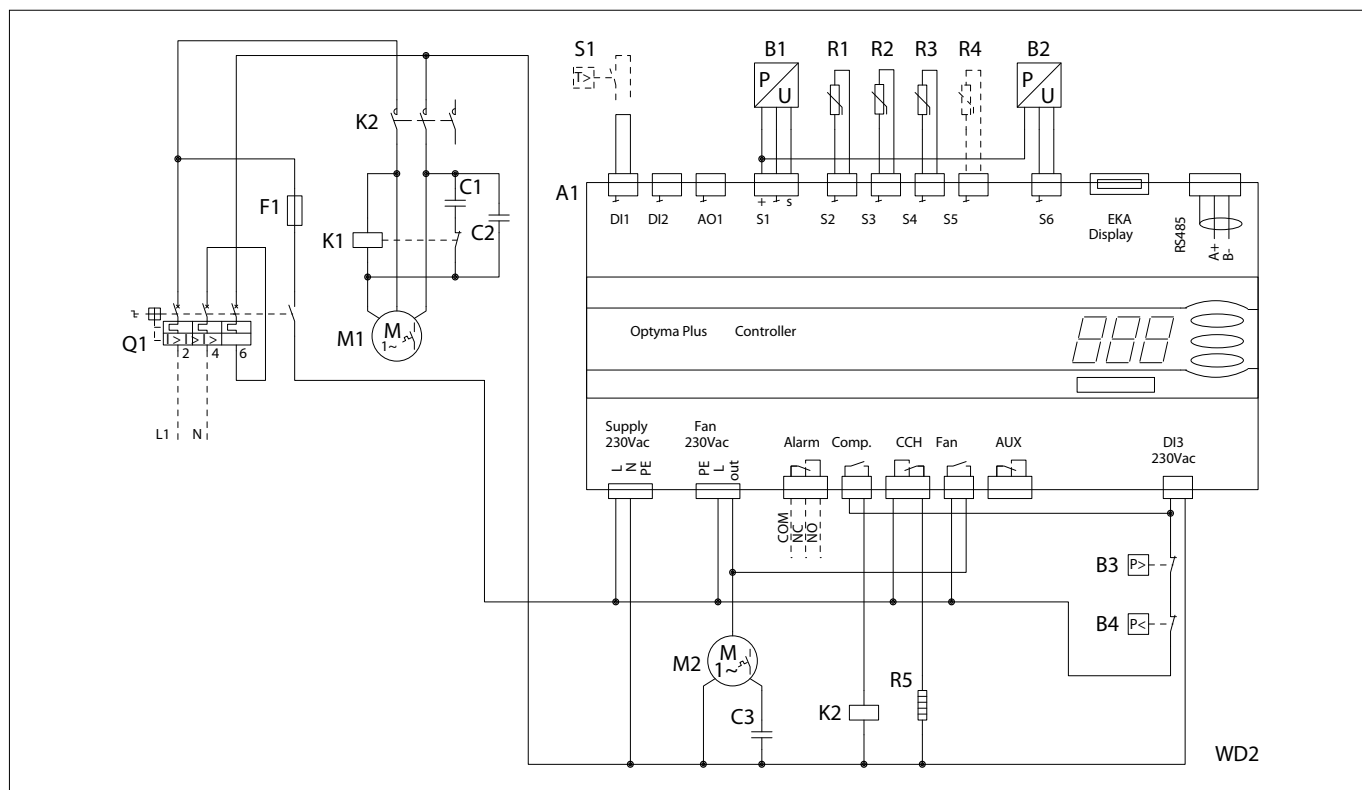 S1 B1 R1 R2 R3 R4 B2
T>
P U
P U
K2
A1
C1
F1
C2
K1
+ s
DI1 DI2 AO1 S1 S2 S3 S4 S5 S6
EKA
Display
RS485
A+
B-
M
1~
M1
Optyma Plus Controller
Q1
I> I> I>
2 4 6
L1 N
Supply
230Vac
Fan
230Vac
Alarm Comp. CCH Fan AUX
DI3
230Vac
L
N
PE
PE
L
out
COM
NC
NO
B3 P>
B4 P<
M
1~
M2
R5
C3
K2
WD2